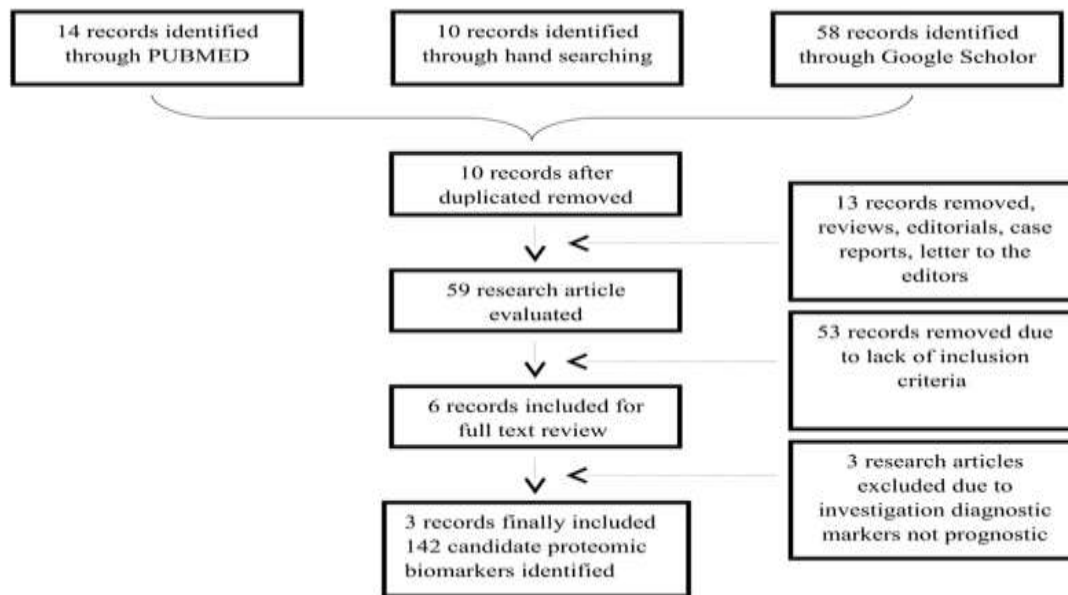 14 records identified
through PUBMED
10 records identified
through hand searching
58 records identified
through Google Scholor
10 records after
duplicated removed
13 records removed,
reviews, editorials, case
reports, letter to the
editors
59 research article
evaluated
53 records removed due
to lack of inclusion
criteria
6 records included for
full text review
3 research articles
excluded due to
investigation diagnostic
markers not prognostic
3 records finally included
142 candidate proteomic
biomarkers identified